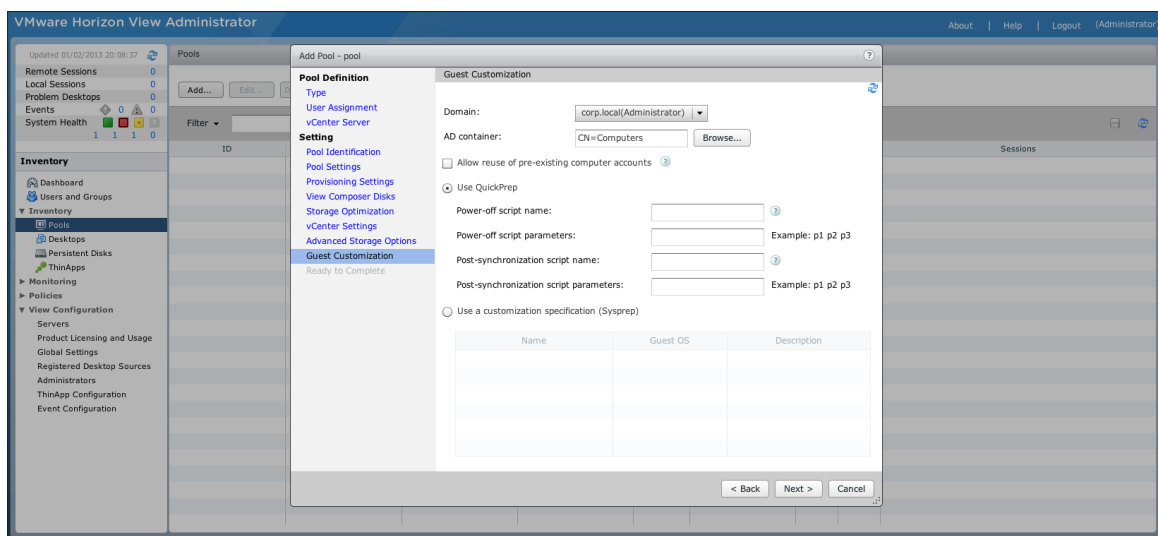 VMware Horizon View Administrator
About | Help | Logout (Administrator)
Updated 01/02/2013 20:08:37
Remote Sessions 0
Local Sessions 0
Problem Desktops 0
Events 0 0
System Health
1 1 1 0
Inventory
Dashboard
Users and Groups
Inventory
Pools
Desktops
Persistent Disks
ThinApps
Monitoring
Policies
View Configuration
Servers
Product Licensing and Usage
Global Settings
Registered Desktop Sources
Administrators
ThinApp Configuration
Event Configuration
Pools
Add... Edit... D
Filter
ID
Sessions
Add Pool - pool ?
Pool Definition
Type
User Assignment
vCenter Server
Setting
Pool Identification
Pool Settings
Provisioning Settings
View Composer Disks
Storage Optimization
vCenter Settings
Advanced Storage Options
Guest Customization
Ready to Complete
Guest Customization
Domain: corp.local(Administrator)
AD container: CN=Computers Browse...
Allow reuse of pre-existing computer accounts ?
Use QuickPrep
Power-off script name: ?
Power-off script parameters: Example: p1 p2 p3
Post-synchronization script name: ?
Post-synchronization script parameters: Example: p1 p2 p3
Use a customization specification (Sysprep)
Name Guest OS Description
< Back Next > Cancel